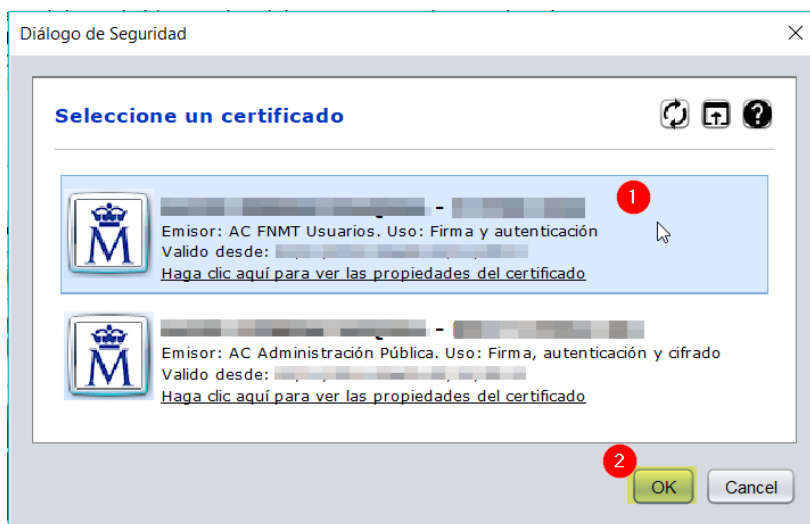 Diálogo de Seguridad
Seleccione un certificado
-
1
Emisor: AC FNMT Usuarios. Uso: Firma y autenticación
Valido desde:
Haga clic aquí para ver las propiedades del certificado
-
Emisor: AC Administración Pública. Uso: Firma, autenticación y cifrado
Valido desde:
Haga clic aquí para ver las propiedades del certificado
2
OK Cancel